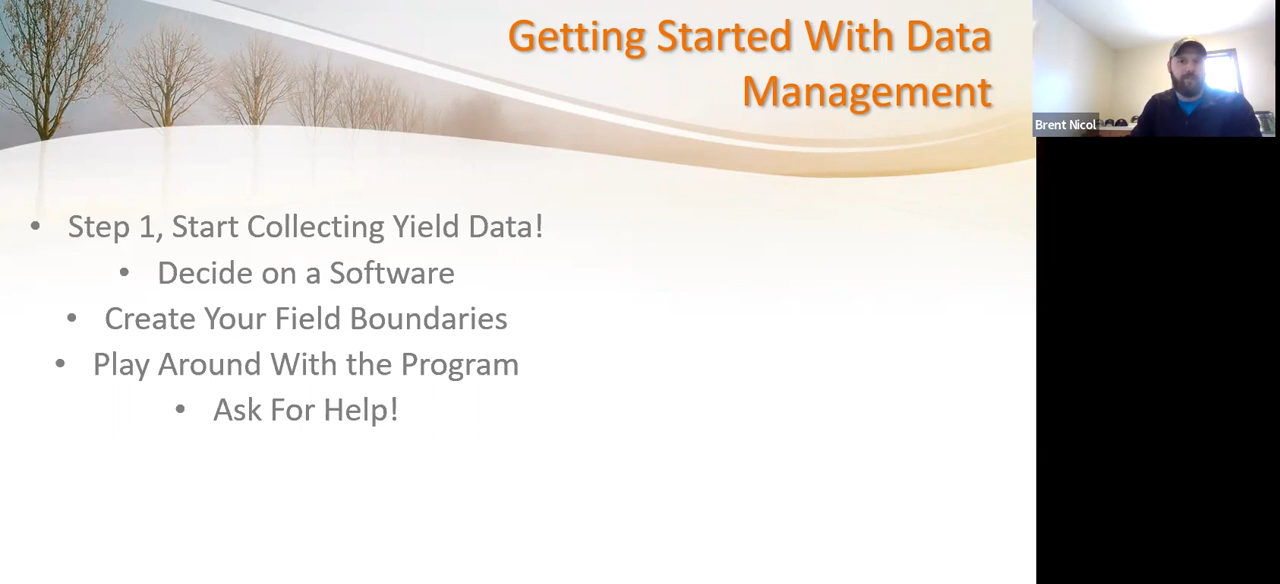 Getting Started With Data
Management
Brent Nicol
• Step 1, Start Collecting Yield Data!
• Decide on a Software
• Create Your Field Boundaries
• Play Around With the Program
• Ask For Help!